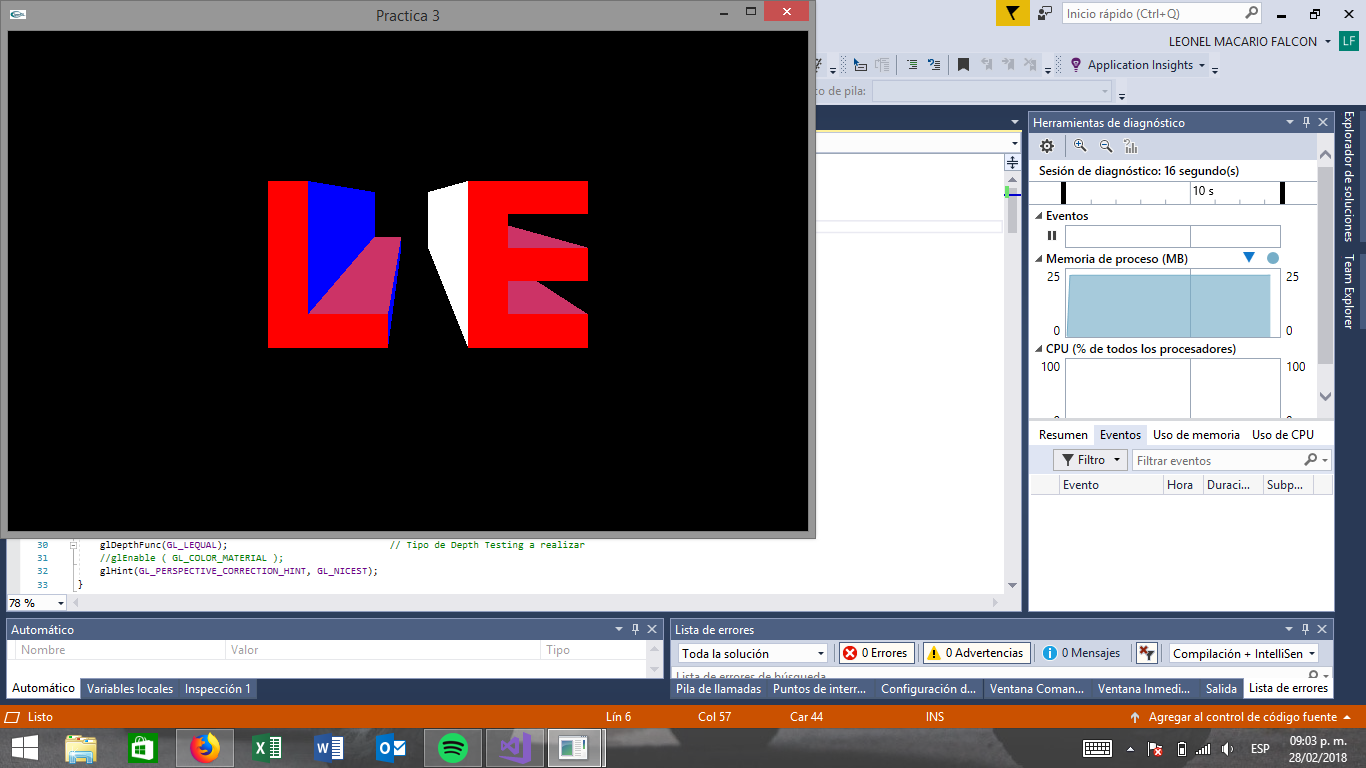 Practica 3
Inicio rápido (Ctrl+Q)
LEONEL MACARIO FALCON
LF
Application Insights
co de pila:
Herramientas de diagnóstico
Sesión de diagnóstico: 16 segundo(s)
10 s
Eventos
Memoria de proceso (MB)
25 25
0 0
CPU (% de todos los procesadores)
100 100
Resumen Eventos Uso de memoria Uso de CPU
Filtro Filtrar eventos
Evento Hora Duraci... Subp...
Explorador de soluciones
Team Explorer
L E
30 glDepthFunc(GL_LEQUAL); // Tipo de Depth Testing a realizar
31 //glEnable ( GL_COLOR_MATERIAL );
32 glHint(GL_PERSPECTIVE_CORRECTION_HINT, GL_NICEST);
33 }
78 %
Automático
Nombre Valor Tipo
Automático Variables locales Inspección 1
Lista de errores
Toda la solución 0 Errores 0 Advertencias 0 Mensajes Compilación + IntelliSen
Lista de errores de búsqueda
Pila de llamadas Puntos de interr... Configuración d... Ventana Coman... Ventana Inmedi... Salida Lista de errores
Listo Lín 6 Col 57 Car 44 INS Agregar al control de código fuente
ESP 09:03 p. m.
28/02/2018